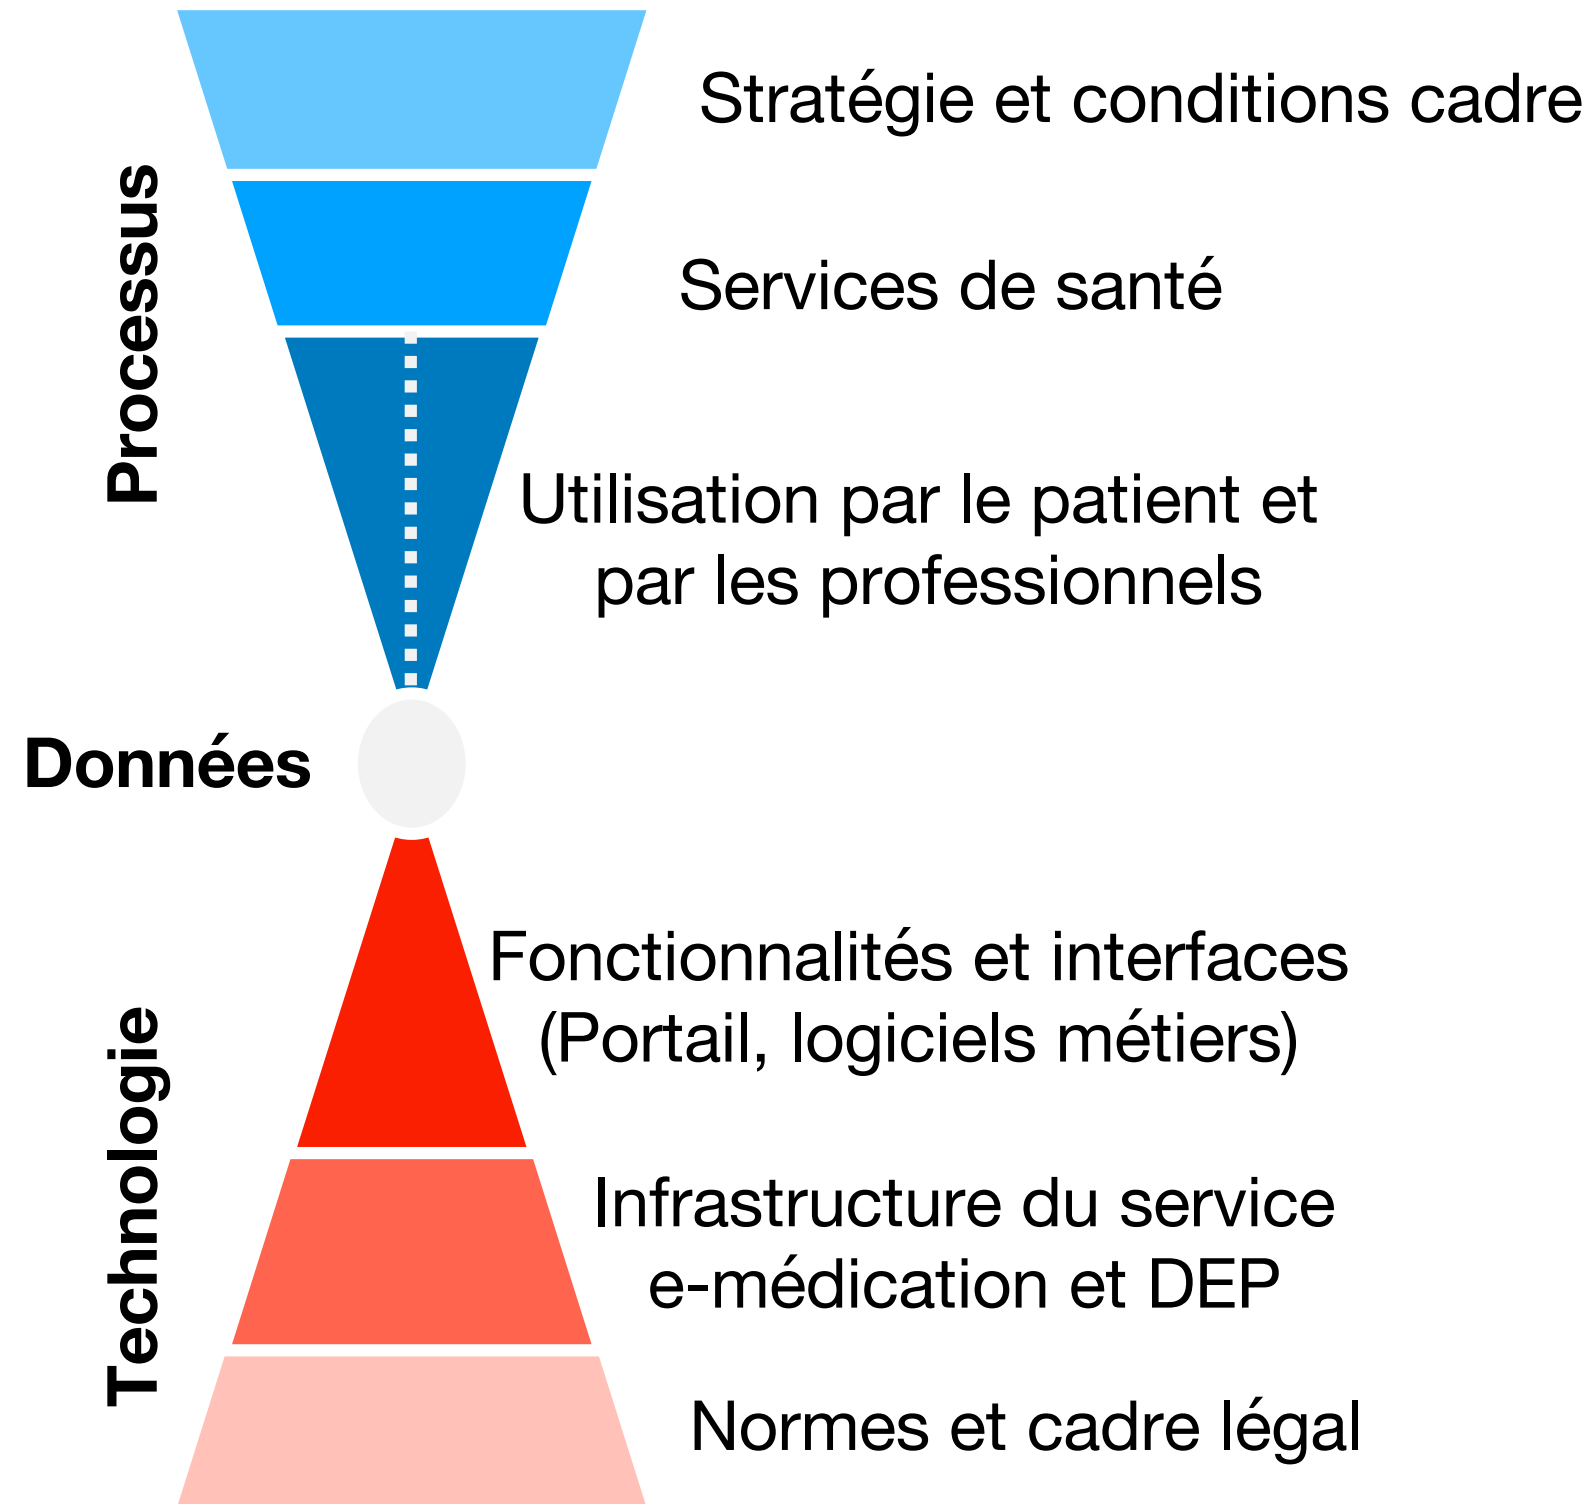 Stratégie et conditions cadre
Processus
Services de santé
Utilisation par le patient et
par les professionnels
Données
Fonctionnalités et interfaces
(Portail, logiciels métiers)
Technologie
Infrastructure du service
e-médication et DEP
Normes et cadre légal